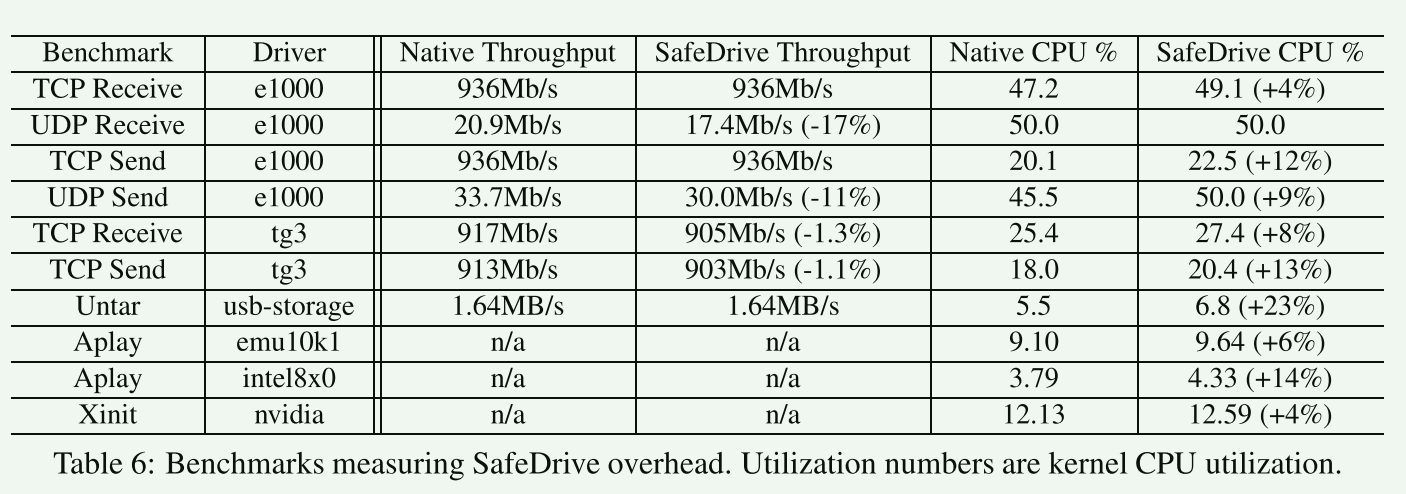 Benchmark Driver Native Throughput SafeDrive Throughput Native CPU % SafeDrive CPU %
TCP Receive e1000 936Mb/s 936Mb/s 47.2 49.1 (+4%)
UDP Receive e1000 20.9Mb/s 17.4Mb/s (-17%) 50.0 50.0
TCP Send e1000 936Mb/s 936Mb/s 20.1 22.5 (+12%)
UDP Send e1000 33.7Mb/s 30.0Mb/s (-11%) 45.5 50.0 (+9%)
TCP Receive tg3 917Mb/s 905Mb/s (-1.3%) 25.4 27.4 (+8%)
TCP Send tg3 913Mb/s 903Mb/s (-1.1%) 18.0 20.4 (+13%)
Untar usb-storage 1.64MB/s 1.64MB/s 5.5 6.8 (+23%)
Aplay emu10k1 n/a n/a 9.10 9.64 (+6%)
Aplay intel8x0 n/a n/a 3.79 4.33 (+14%)
Xinit nvidia n/a n/a 12.13 12.59 (+4%)
Table 6: Benchmarks measuring SafeDrive overhead. Utilization numbers are kernel CPU utilization.